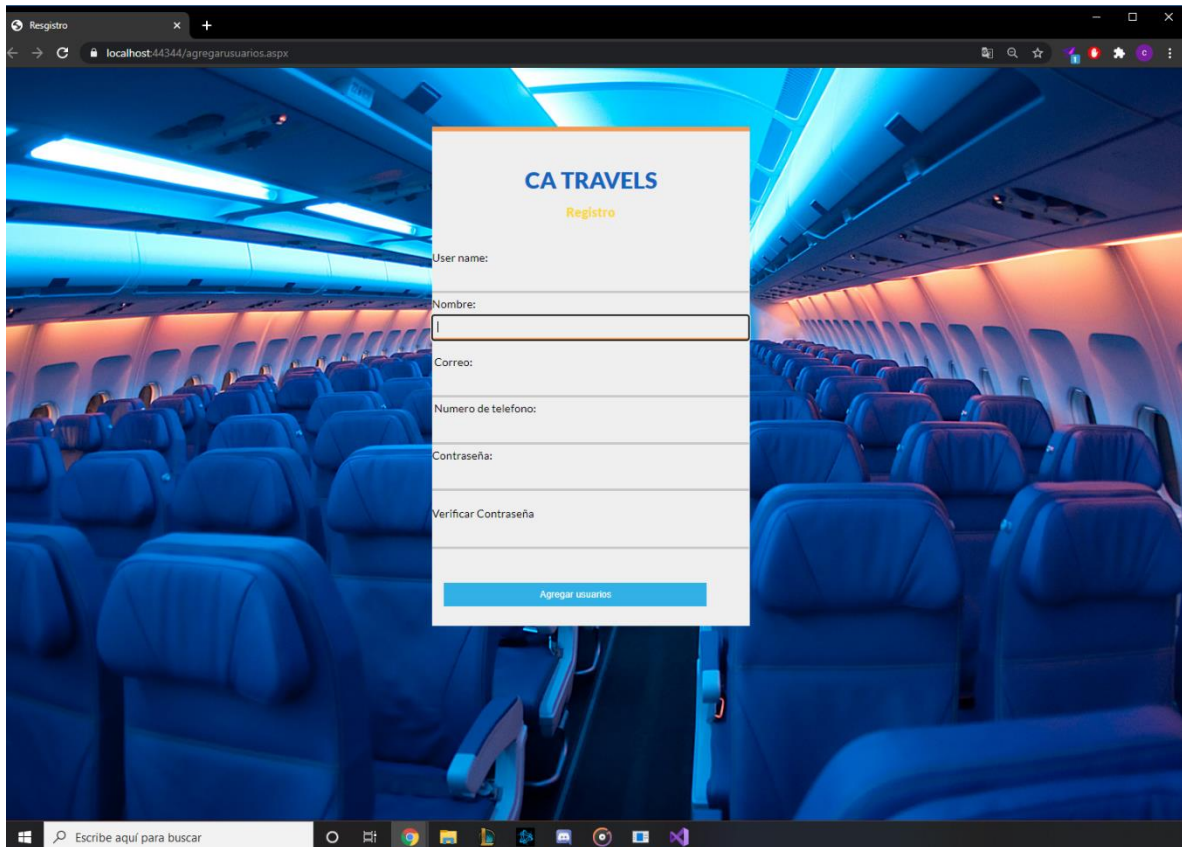 Resgistro
localhost:44344/agregarusuarios.aspx
CA TRAVELS
Registro
User name:
Nombre:
Correo:
Numero de telefono:
Contraseña:
Verificar Contraseña
Agregar usuarios
Escribe aquí para buscar